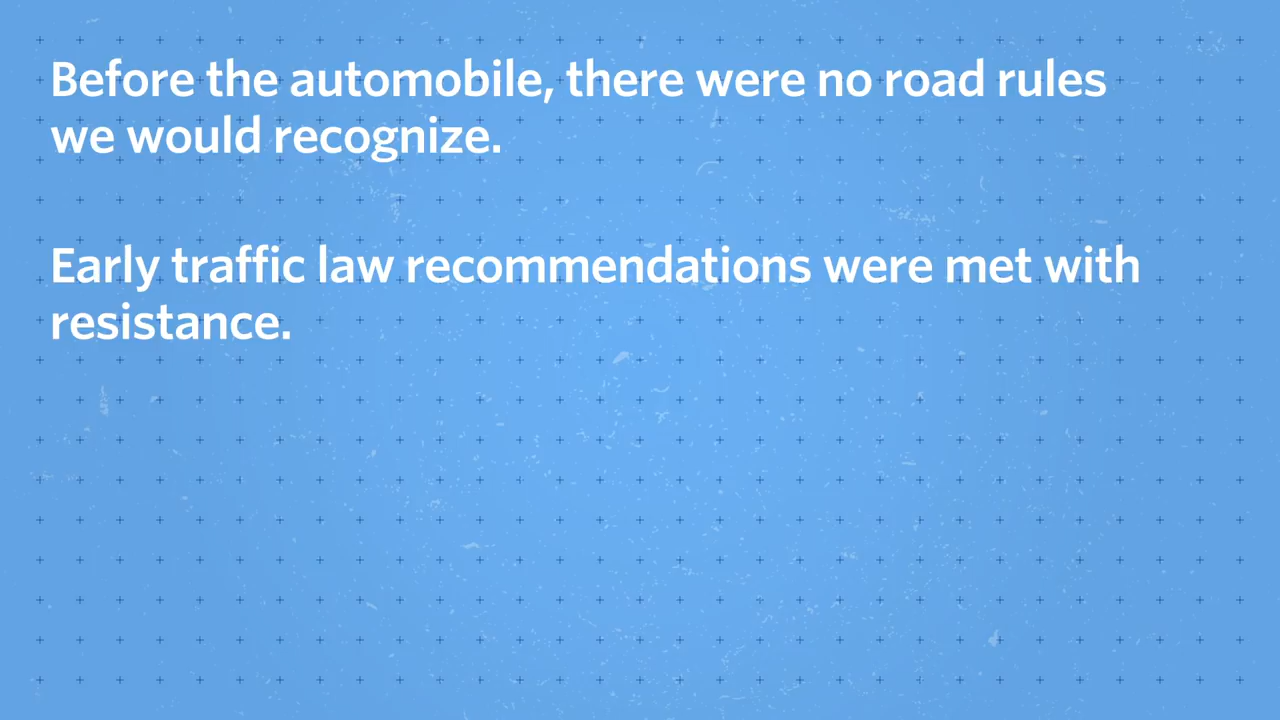 Before the automobile, there were no road rules
we would recognize.
Early traffic law recommendations were met with
resistance.